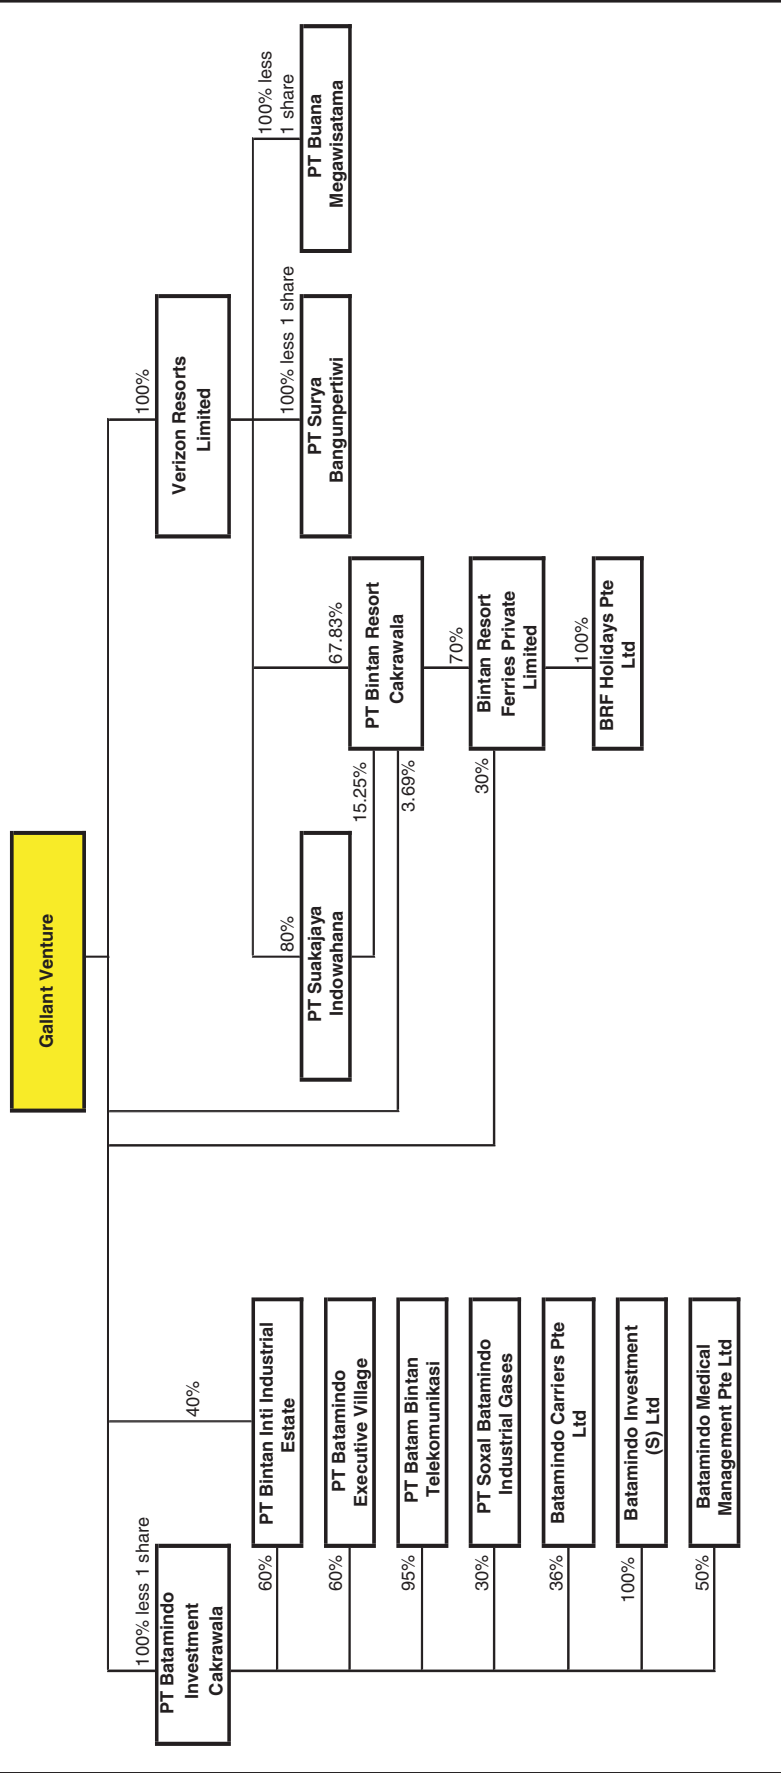 Gallant Venture
100% less 1 share
PT Batamindo
Investment
Cakrawala
40%
60%
PT Bintan Inti Industrial
Estate
60%
PT Batamindo
Executive Village
95%
PT Batam Bintan
Telekomunikasi
30%
PT Soxal Batamindo
Industrial Gases
36%
Batamindo Carriers Pte
Ltd
100%
Batamindo Investment
(S) Ltd
50%
Batamindo Medical
Management Pte Ltd
100%
Verizon Resorts
Limited
80%
PT Suakajaya
Indowahana
15.25%
3.69%
67.83%
PT Bintan Resort
Cakrawala
30%
70%
Bintan Resort
Ferries Private
Limited
100%
BRF Holidays Pte
Ltd
100% less 1 share
PT Surya
Bangunpertiwi
100% less
1 share
PT Buana
Megawisatama